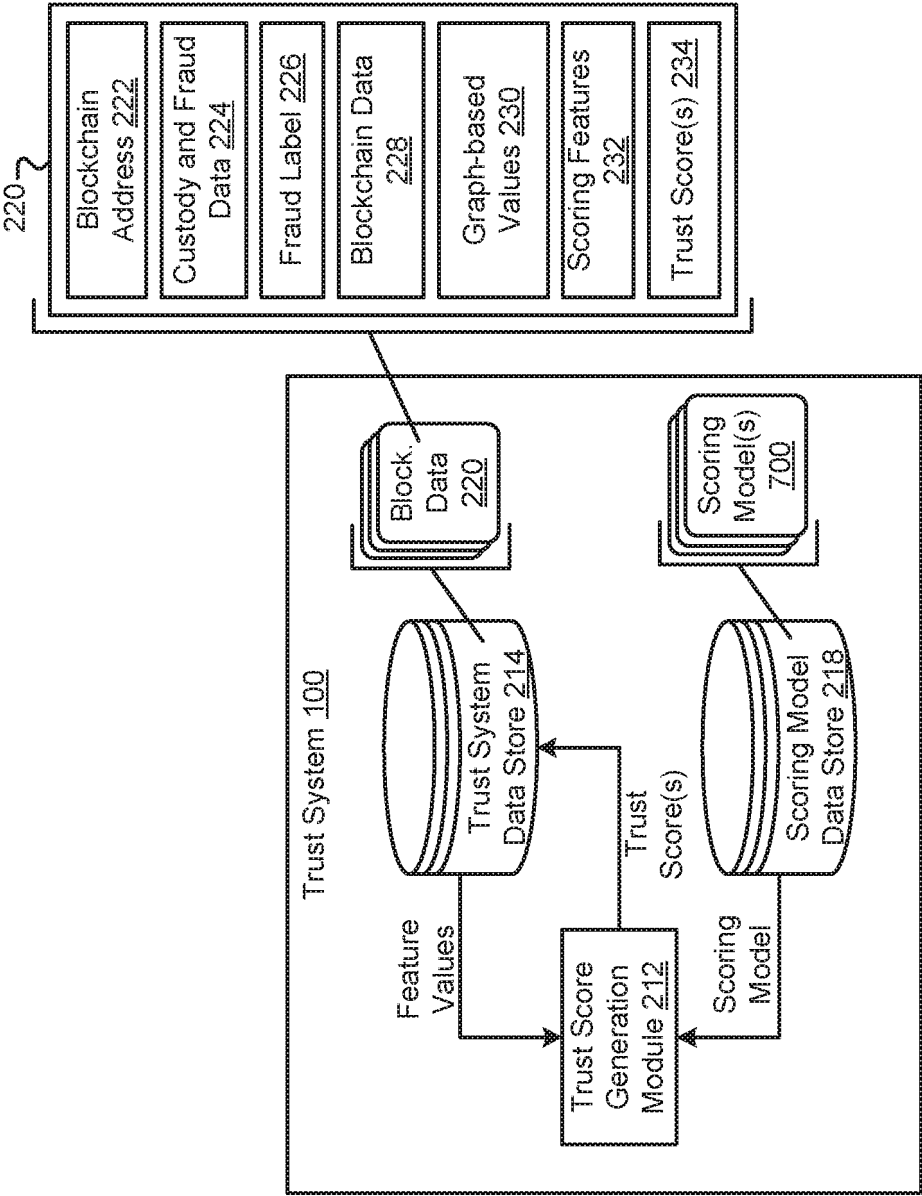 Trust System 100
Feature
Values
Trust Score
Generation
Module 212
Scoring
Model
Trust
Score(s)
Trust System
Data Store 214
Scoring Model
Data Store 218
Block.
Data
220
Scoring
Model(s)
700
220
Blockchain
Address 222
Custody and Fraud
Data 224
Fraud Label 226
Blockchain Data
228
Graph-based
Values 230
Scoring Features
232
Trust Score(s) 234